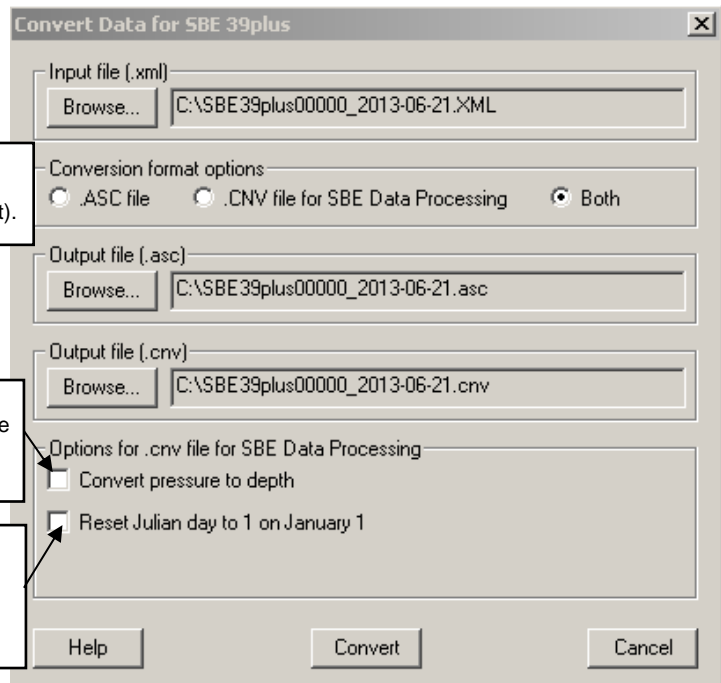 Convert Data for SBE 39plus
Input file (.xml)
Browse...
C:\SBE39plus00000_2013-06-21.XML
Conversion format options
.ASC file
.CNV file for SBE Data Processing
Both
t).
Output file (.asc)
Browse...
C:\SBE39plus00000_2013-06-21.asc
Output file (.cnv)
Browse...
C:\SBE39plus00000_2013-06-21.cnv
e
Options for .cnv file for SBE Data Processing
Convert pressure to depth
Reset Julian day to 1 on January 1
Help
Convert
Cancel